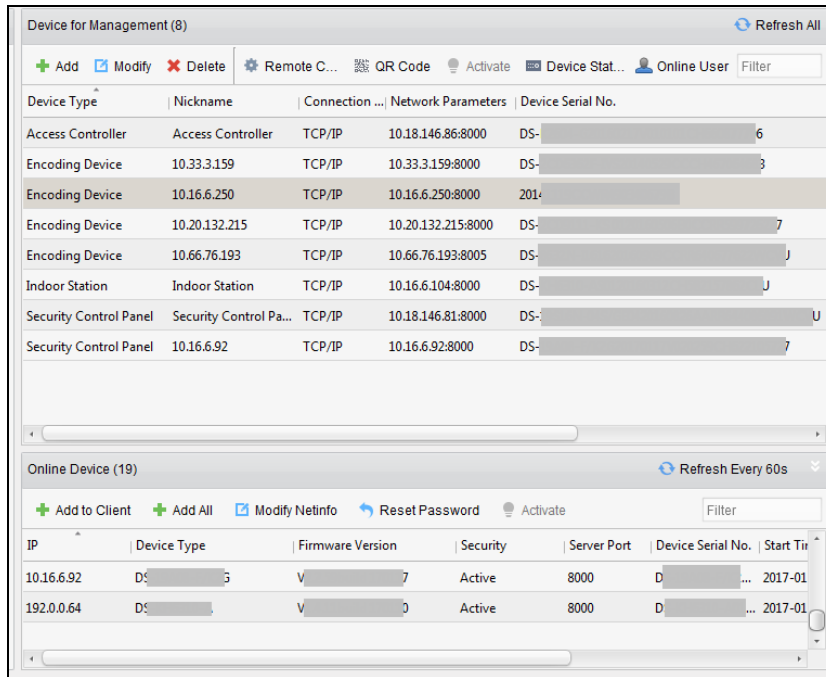 Device for Management (8) Refresh All
Add Modify Delete Remote C... QR Code Activate Device Stat... Online User Filter
Device Type Nickname Connection ... Network Parameters Device Serial No.
Access Controller Access Controller TCP/IP 10.18.146.86:8000 DS- 6
Encoding Device 10.33.3.159 TCP/IP 10.33.3.159:8000 DS-
Encoding Device 10.16.6.250 TCP/IP 10.16.6.250:8000 2014
Encoding Device 10.20.132.215 TCP/IP 10.20.132.215:8000 DS- 7
Encoding Device 10.66.76.193 TCP/IP 10.66.76.193:8005 DS-
Indoor Station Indoor Station TCP/IP 10.16.6.104:8000 DS- U
Security Control Panel Security Control Pa... TCP/IP 10.18.146.81:8000 DS- U
Security Control Panel 10.16.6.92 TCP/IP 10.16.6.92:8000 DS- 7
Online Device (19) Refresh Every 60s
Add to Client Add All Modify Netinfo Reset Password Activate Filter
IP Device Type Firmware Version Security Server Port Device Serial No. Start Tir
10.16.6.92 DS G V 7 Active 8000 D ... 2017-01
192.0.0.64 DS V 0 Active 8000 D ... 2017-01